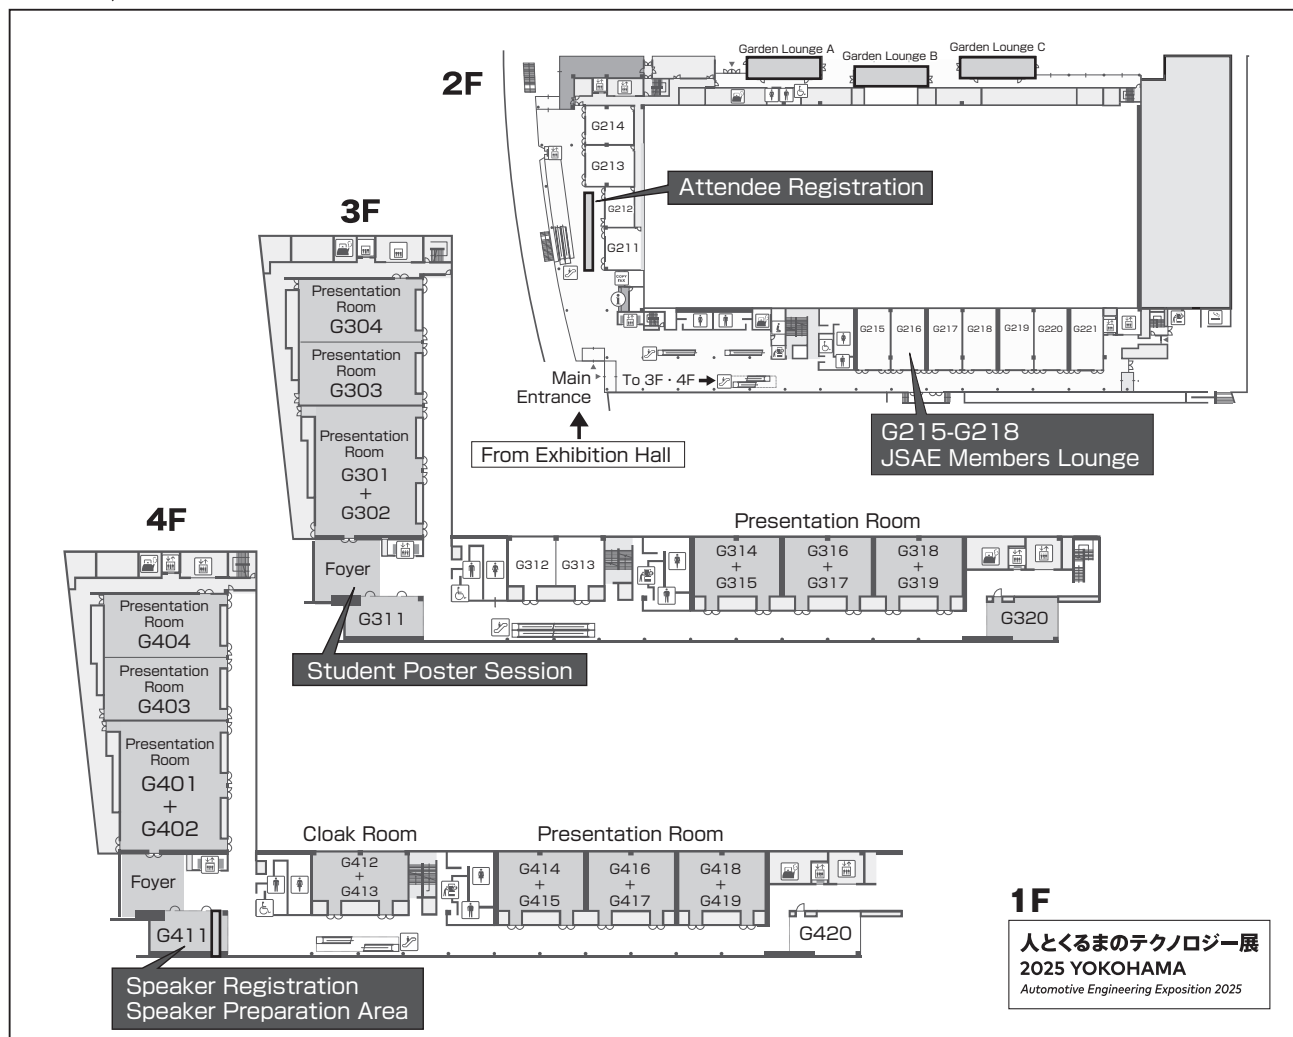 2F
Garden Lounge A
Garden Lounge B
Garden Lounge C
G214
G213
G212
G211
Attendee Registration
COPY
FAX
G215
G216
G217
G218
G219
G220
G221
Main
Entrance
To 3F・4F
From Exhibition Hall
G215-G218
JSAE Members Lounge
3F
Presentation
Room
G304
Presentation
Room
G303
Presentation
Room
G301
+
G302
Foyer
G311
Student Poster Session
G312
G313
Presentation Room
G314
+
G315
G316
+
G317
G318
+
G319
G320
4F
Presentation
Room
G404
Presentation
Room
G403
Presentation
Room
G401
+
G402
Foyer
G411
Speaker Registration
Speaker Preparation Area
Cloak Room
G412
+
G413
Presentation Room
G414
+
G415
G416
+
G417
G418
+
G419
G420
1F
人とくるまのテクノロジー展
2025 YOKOHAMA
Automotive Engineering Exposition 2025